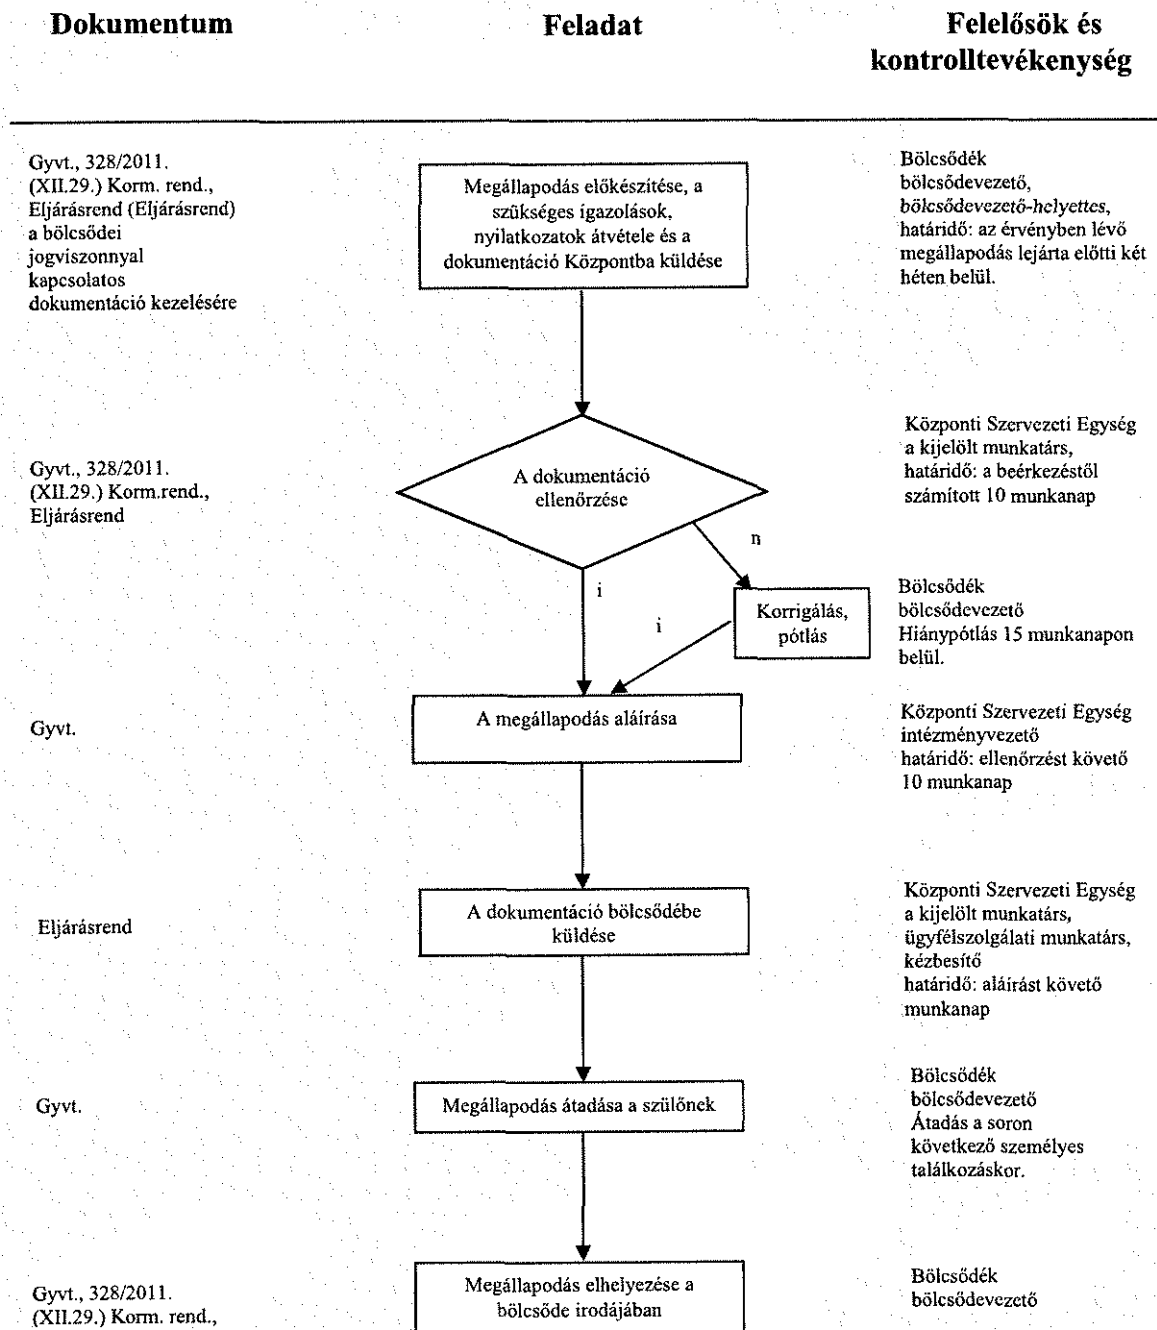 Dokumentum
Feladat
Felelősök és
kontrolltevékenység
Gyvt., 328/2011.
(XII.29.) Korm. rend.,
Eljárásrend (Eljárásrend)
a bölcsődei
jogviszonnyal
kapcsolatos
dokumentáció kezelésére
Megállapodás előkészítése, a
szükséges igazolások,
nyilatkozatok átvétele és a
dokumentáció Központba küldése
Bölcsődék
bölcsődevezető,
bölcsődevezető-helyettes,
határidő: az érvényben lévő
megállapodás lejárta előtti két
héten belül.
Gyvt., 328/2011.
(XII.29.) Korm.rend.,
Eljárásrend
A dokumentáció
ellenőrzése
Központi Szervezeti Egység
a kijelölt munkatárs,
határidő: a beérkezéstől
számított 10 munkanap
n
i
i
Korrigálás,
pótlás
Bölcsődék
bölcsődevezető
Hiánypótlás 15 munkanapon
belül.
Gyvt.
A megállapodás aláírása
Központi Szervezeti Egység
intézményvezető
határidő: ellenőrzést követő
10 munkanap
Eljárásrend
A dokumentáció bölcsődébe
küldése
Központi Szervezeti Egység
a kijelölt munkatárs,
ügyfélszolgálati munkatárs,
kézbesítő
határidő: aláírást követő
munkanap
Gyvt.
Megállapodás átadása a szülőnek
Bölcsődék
bölcsődevezető
Átadás a soron
következő személyes
találkozáskor.
Gyvt., 328/2011.
(XII.29.) Korm. rend.,
Megállapodás elhelyezése a
bölcsőde irodájában
Bölcsődék
bölcsődevezető